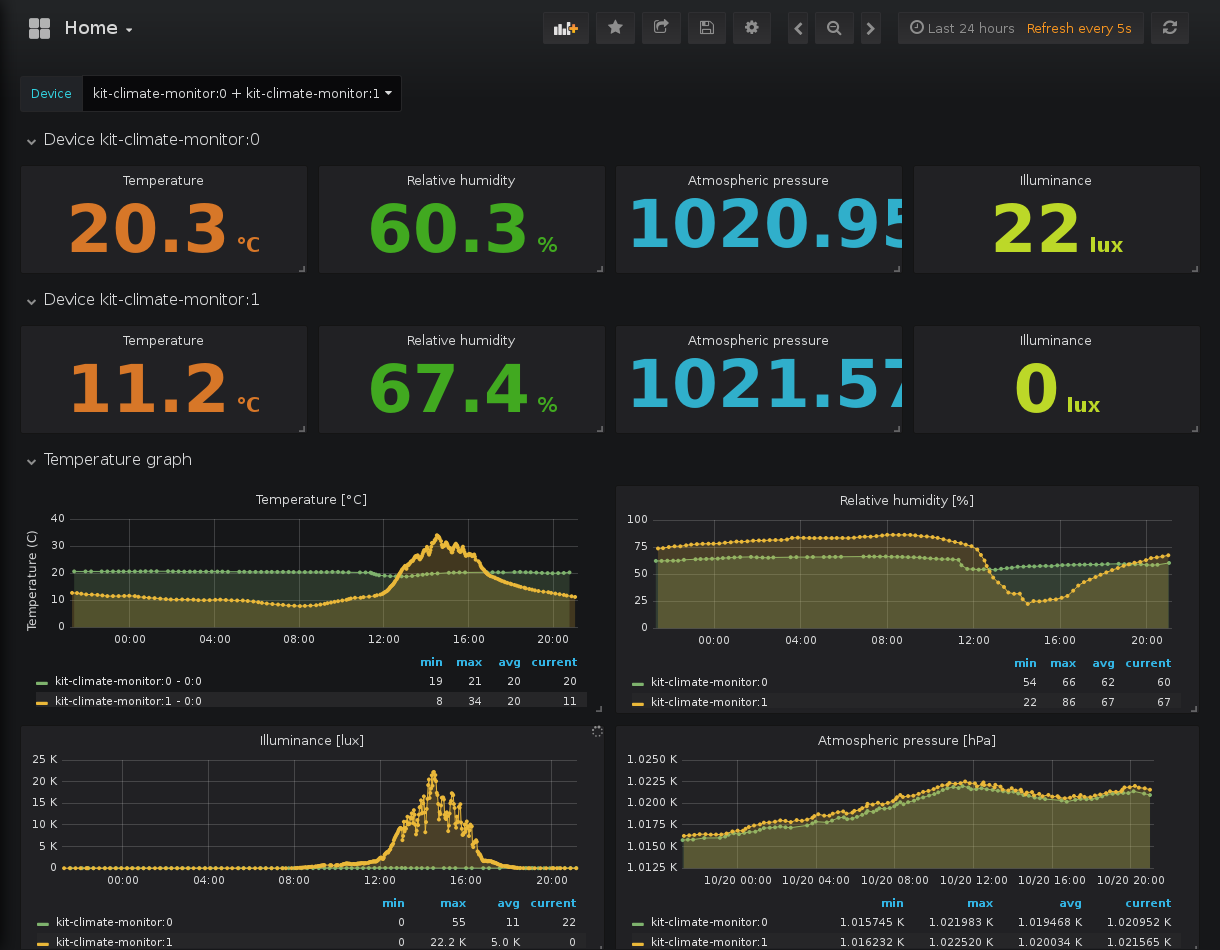 Home
Last 24 hours Refresh every 5s
Device kit-climate-monitor:0 + kit-climate-monitor:1
Device kit-climate-monitor:0
Temperature Relative humidity Atmospheric pressure Illuminance
20.3 °C 60.3 % 1020.95 22 lux
Device kit-climate-monitor:1
Temperature Relative humidity Atmospheric pressure Illuminance
11.2 °C 67.4 % 1021.57 0 lux
Temperature graph
Temperature [°C]
Temperature (C)
40
30
20
10
0
00:00 04:00 08:00 12:00 16:00 20:00
min max avg current
kit-climate-monitor:0 - 0:0 19 21 20 20
kit-climate-monitor:1 - 0:0 8 34 20 11
Relative humidity [%]
100
75
50
25
0
00:00 04:00 08:00 12:00 16:00 20:00
min max avg current
kit-climate-monitor:0 54 66 62 60
kit-climate-monitor:1 22 86 67 67
Illuminance [lux]
25 K
20 K
15 K
10 K
5 K
0
00:00 04:00 08:00 12:00 16:00 20:00
min max avg current
kit-climate-monitor:0 0 55 11 22
kit-climate-monitor:1 0 22.2 K 5.0 K 0
Atmospheric pressure [hPa]
1.0250 K
1.0225 K
1.0200 K
1.0175 K
1.0150 K
1.0125 K
10/20 00:00 10/20 04:00 10/20 08:00 10/20 12:00 10/20 16:00 10/20 20:00
min max avg current
kit-climate-monitor:0 1.015745 K 1.021983 K 1.019468 K 1.020952 K
kit-climate-monitor:1 1.016232 K 1.022520 K 1.020034 K 1.021565 K